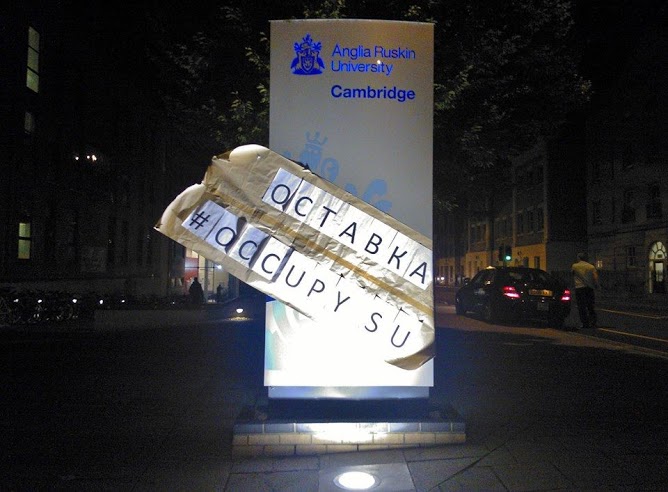 Anglia Ruskin
University
Cambridge
ОСТАВКА
#OCCUPY SU